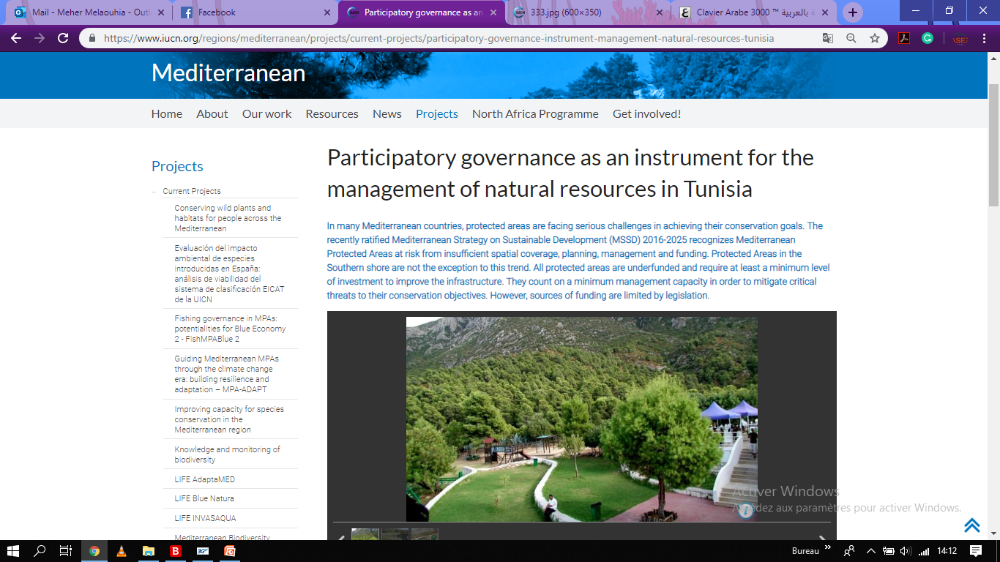 Mail - Meher Melaouhia - Outl
Facebook
Participatory governance as an
333.jpg (600×350)
Clavier Arabe 3000 ™ بالعربية
https://www.iucn.org/regions/mediterranean/projects/current-projects/participatory-governance-instrument-management-natural-resources-tunisia
Mediterranean
Home About Our work Resources News Projects North Africa Programme Get involved!
Projects
Current Projects
Conserving wild plants and
habitats for people across the
Mediterranean
Evaluación del impacto
ambiental de especies
introducidas en España:
análisis de viabilidad del
sistema de clasificación EICAT
de la UICN
Fishing governance in MPAs:
potentialities for Blue Economy
2 - FishMPABlue 2
Guiding Mediterranean MPAs
through the climate change
era: building resilience and
adaptation – MPA-ADAPT
Improving capacity for species
conservation in the
Mediterranean region
Knowledge and monitoring of
biodiversity
LIFE AdaptaMED
LIFE Blue Natura
LIFE INVASAQUA
Mediterranean Biodiversity
Participatory governance as an instrument for the
management of natural resources in Tunisia
In many Mediterranean countries, protected areas are facing serious challenges in achieving their conservation goals. The
recently ratified Mediterranean Strategy on Sustainable Development (MSSD) 2016-2025 recognizes Mediterranean
Protected Areas at risk from insufficient spatial coverage, planning, management and funding. Protected Areas in the
Southern shore are not the exception to this trend. All protected areas are underfunded and require at least a minimum level
of investment to improve the infrastructure. They count on a minimum management capacity in order to mitigate critical
threats to their conservation objectives. However, sources of funding are limited by legislation.
Activer Windows
Accédez aux paramètres pour activer Windows.
Bureau
14:12